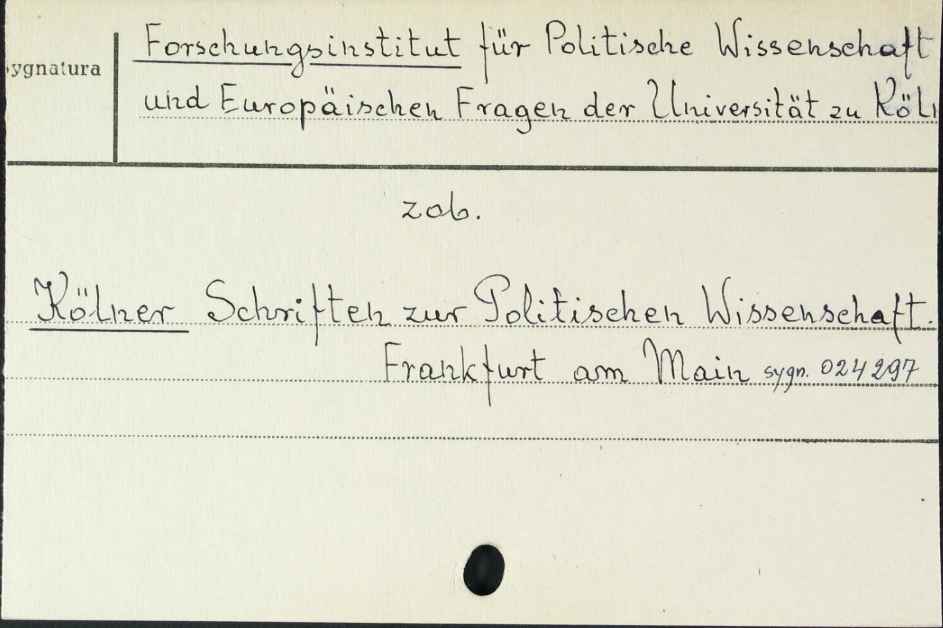 Forschungsinstitut für Politische Wissenschaft
ygnatura
und Europäischen Fragen der Universität zu Köln
zob.
Kölner Schriften zur Politischen Wissenschaft.
Frankfurt am Main sygn. 024297